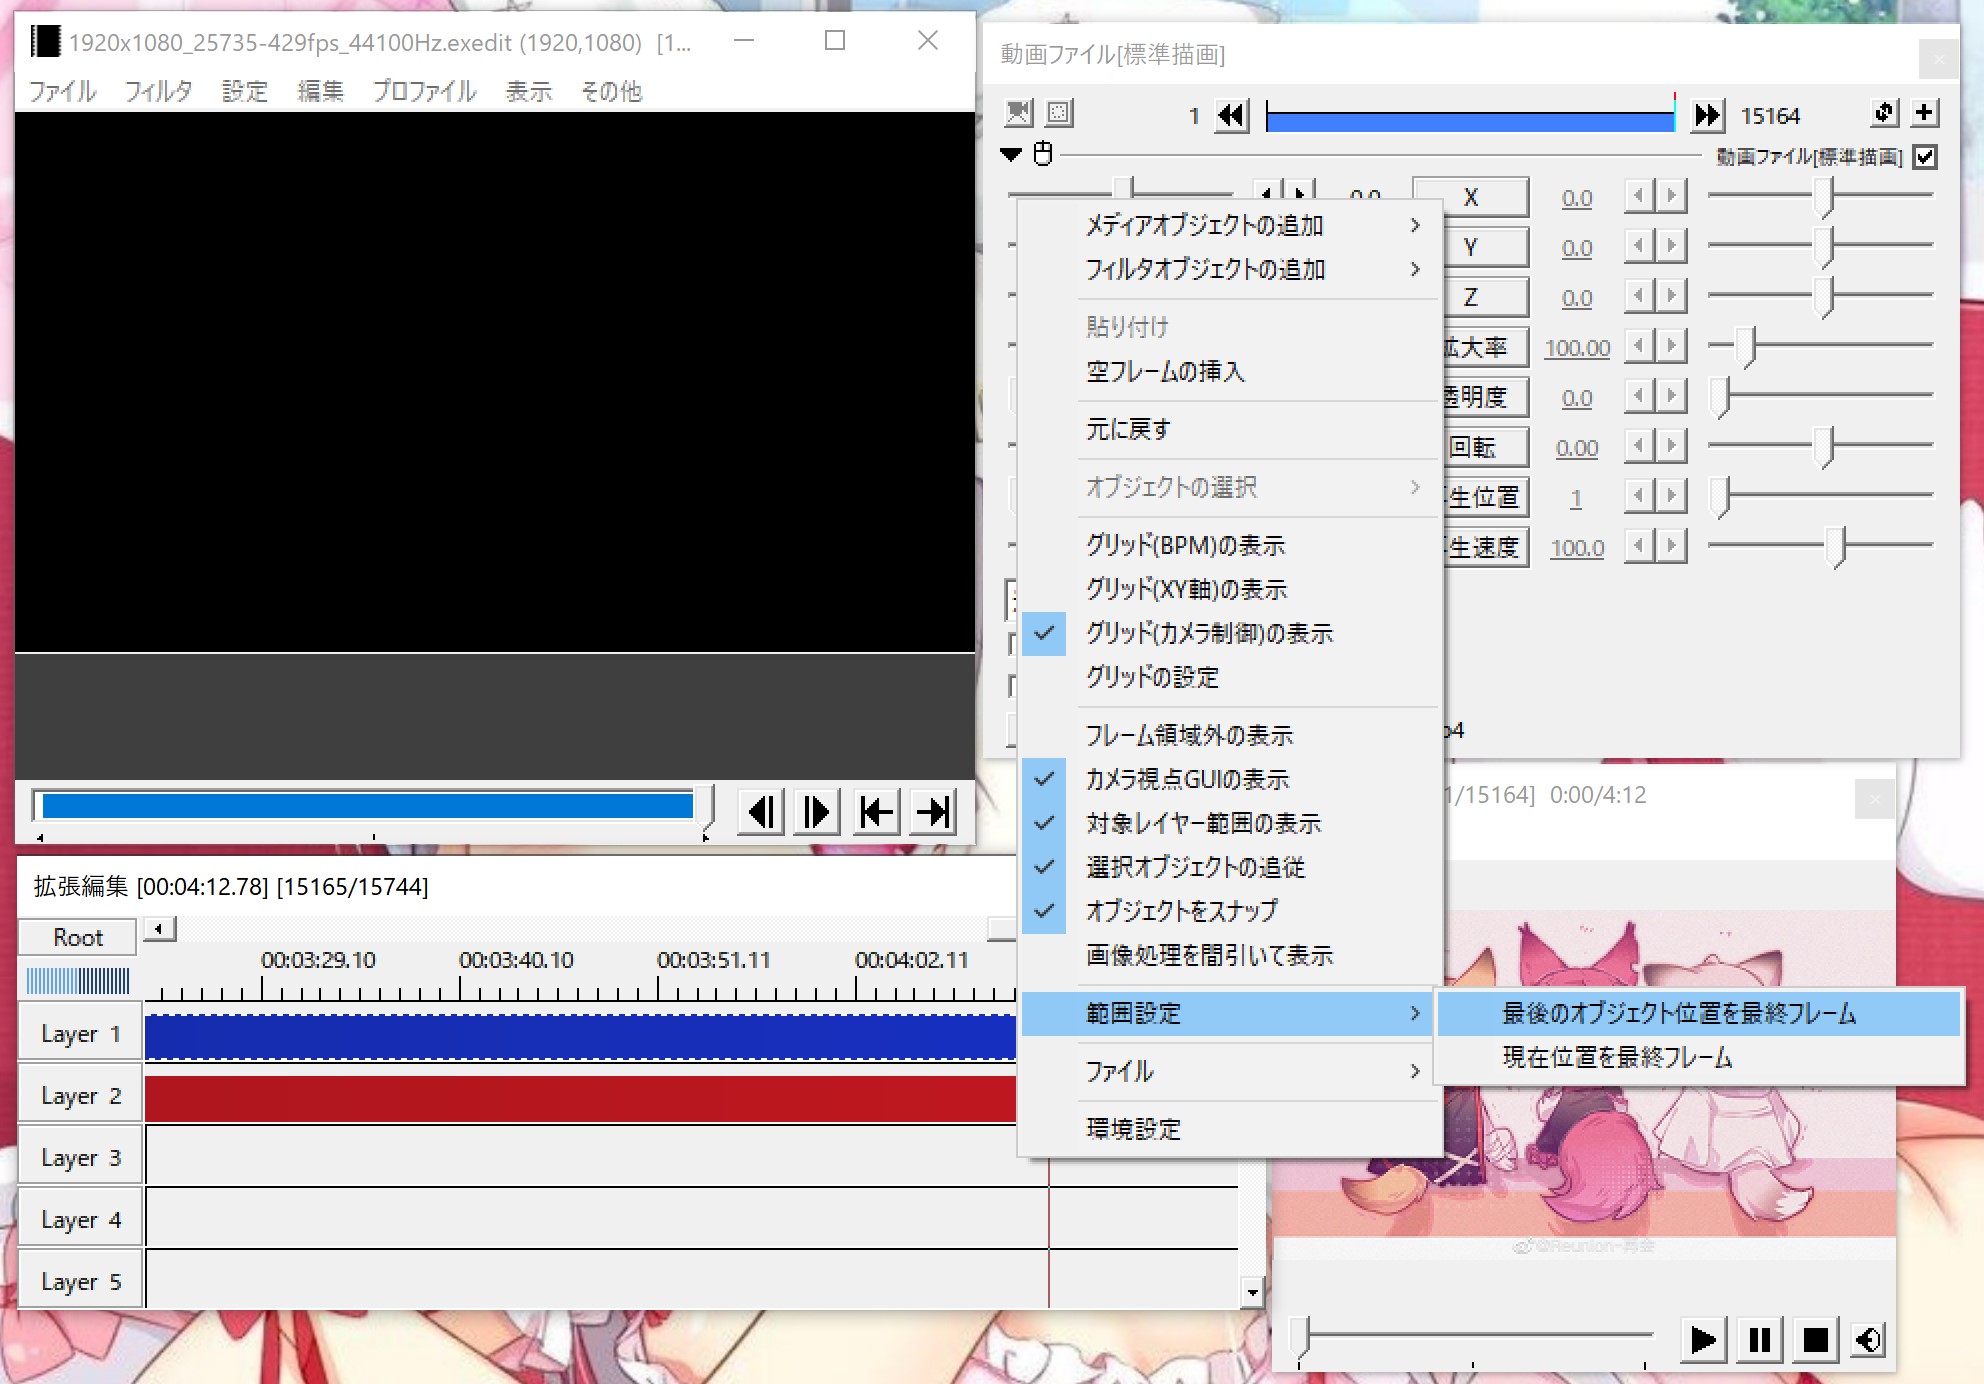 1920x1080_25735-429fps_44100Hz.exedit (1920,1080) [1...
ファイル フィルタ 設定 編集 プロファイル 表示 その他
動画ファイル[標準描画]
1 15164
動画ファイル[標準描画]
0.0 X 0.0
Y 0.0
Z 0.0
拡大率 100.00
透明度 0.0
回転 0.00
生位置 1
生速度 100.0
p4
メディアオブジェクトの追加
フィルタオブジェクトの追加
貼り付け
空フレームの挿入
元に戻す
オブジェクトの選択
グリッド(BPM)の表示
グリッド(XY軸)の表示
グリッド(カメラ制御)の表示
グリッドの設定
フレーム領域外の表示
カメラ視点GUIの表示
対象レイヤー範囲の表示
選択オブジェクトの追従
オブジェクトをスナップ
画像処理を間引いて表示
範囲設定
ファイル
環境設定
最後のオブジェクト位置を最終フレーム
現在位置を最終フレーム
1/15164] 0:00/4:12
@Reunion-再会
拡張編集 [00:04:12.78] [15165/15744]
Root
00:03:29.10 00:03:40.10 00:03:51.11 00:04:02.11
Layer 1
Layer 2
Layer 3
Layer 4
Layer 5